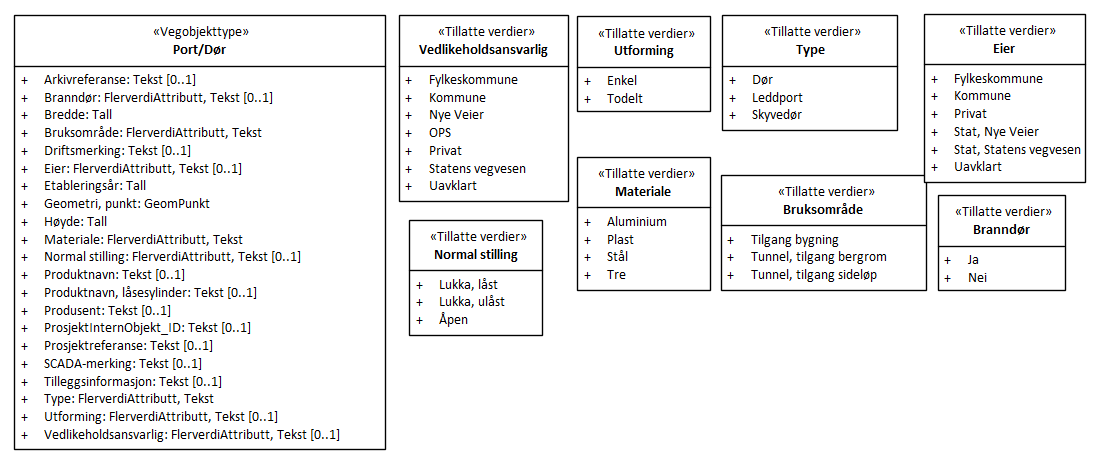 «Vegobjekttype»
Port/Dør
+ Arkivreferanse: Tekst [0..1]
+ Branndør: FlerverdiAttributt, Tekst [0..1]
+ Bredde: Tall
+ Bruksområde: FlerverdiAttributt, Tekst
+ Driftsmerking: Tekst [0..1]
+ Eier: FlerverdiAttributt, Tekst [0..1]
+ Etableringsår: Tall
+ Geometri, punkt: GeomPunkt
+ Høyde: Tall
+ Materiale: FlerverdiAttributt, Tekst
+ Normal stilling: FlerverdiAttributt, Tekst [0..1]
+ Produktnavn: Tekst [0..1]
+ Produktnavn, låsesylinder: Tekst [0..1]
+ Produsent: Tekst [0..1]
+ ProsjektInternObjekt_ID: Tekst [0..1]
+ Prosjektreferanse: Tekst [0..1]
+ SCADA-merking: Tekst [0..1]
+ Tilleggsinformasjon: Tekst [0..1]
+ Type: FlerverdiAttributt, Tekst
+ Utforming: FlerverdiAttributt, Tekst [0..1]
+ Vedlikeholdsansvarlig: FlerverdiAttributt, Tekst [0..1]
«Tillatte verdier»
Vedlikeholdsansvarlig
+ Fylkeskommune
+ Kommune
+ Nye Veier
+ OPS
+ Privat
+ Statens vegvesen
+ Uavklart
«Tillatte verdier»
Normal stilling
+ Lukka, låst
+ Lukka, ulåst
+ Åpen
«Tillatte verdier»
Utforming
+ Enkel
+ Todelt
«Tillatte verdier»
Materiale
+ Aluminium
+ Plast
+ Stål
+ Tre
«Tillatte verdier»
Type
+ Dør
+ Leddport
+ Skyvedør
«Tillatte verdier»
Bruksområde
+ Tilgang bygning
+ Tunnel, tilgang bergrom
+ Tunnel, tilgang sideløp
«Tillatte verdier»
Eier
+ Fylkeskommune
+ Kommune
+ Privat
+ Stat, Nye Veier
+ Stat, Statens vegvesen
+ Uavklart
«Tillatte verdier»
Branndør
+ Ja
+ Nei